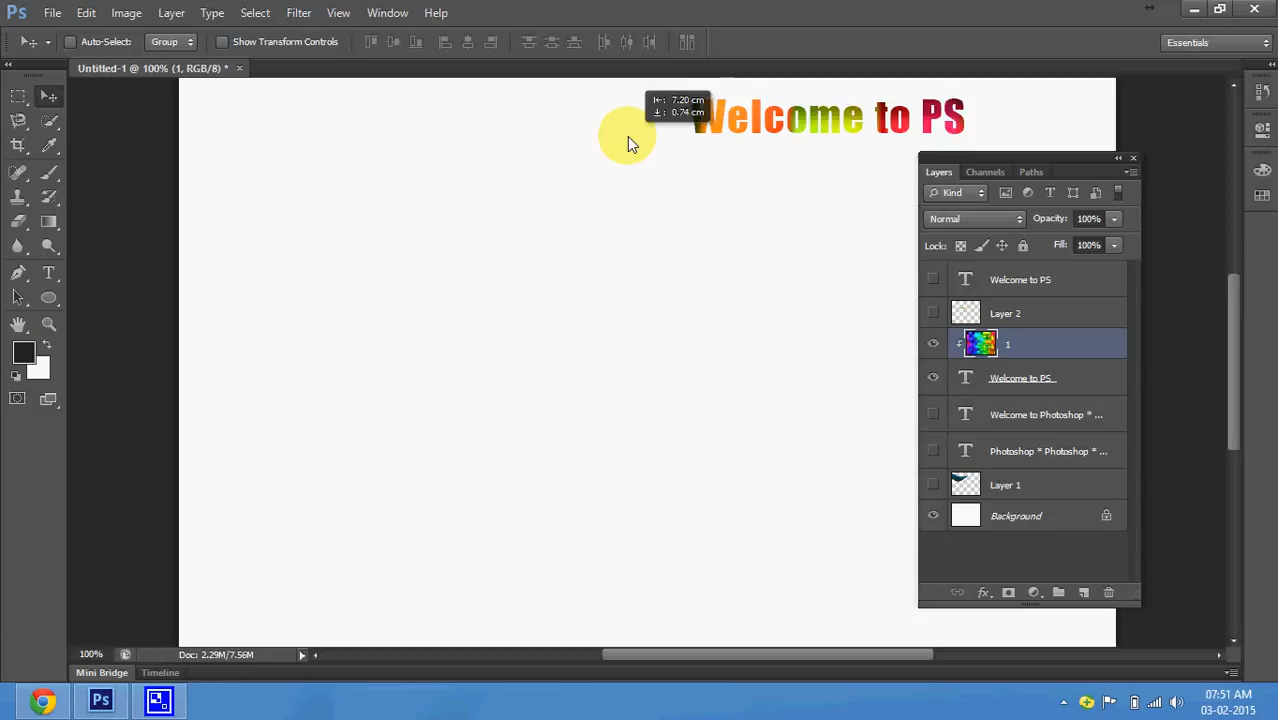 Ps File Edit Image Layer Type Select Filter View Window Help
Auto-Select: Group Show Transform Controls Essentials
Untitled-1 @ 100% (1, RGB/8) * ×
7.20 cm
0.74 cm
Welcome to PS
Layers Channels Paths
Kind
Normal Opacity: 100%
Lock: Fill: 100%
Welcome to PS
Layer 2
1
Welcome to PS
Welcome to Photoshop * ...
Photoshop * Photoshop * ...
Layer 1
Background
fx
100% Doc: 2.29M/7.56M
Mini Bridge Timeline
Ps
07:51 AM
03-02-2015